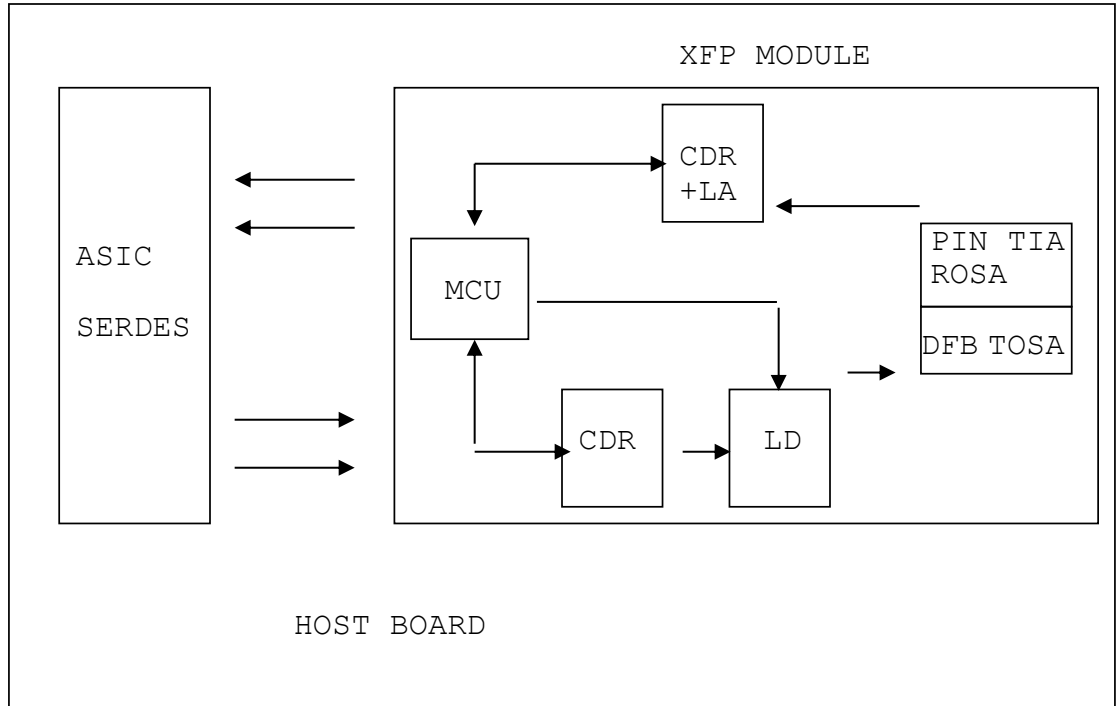 XFP MODULE
CDR
+LA
ASIC
SERDES
MCU
PIN TIA
ROSA
DFB TOSA
CDR
LD
HOST BOARD